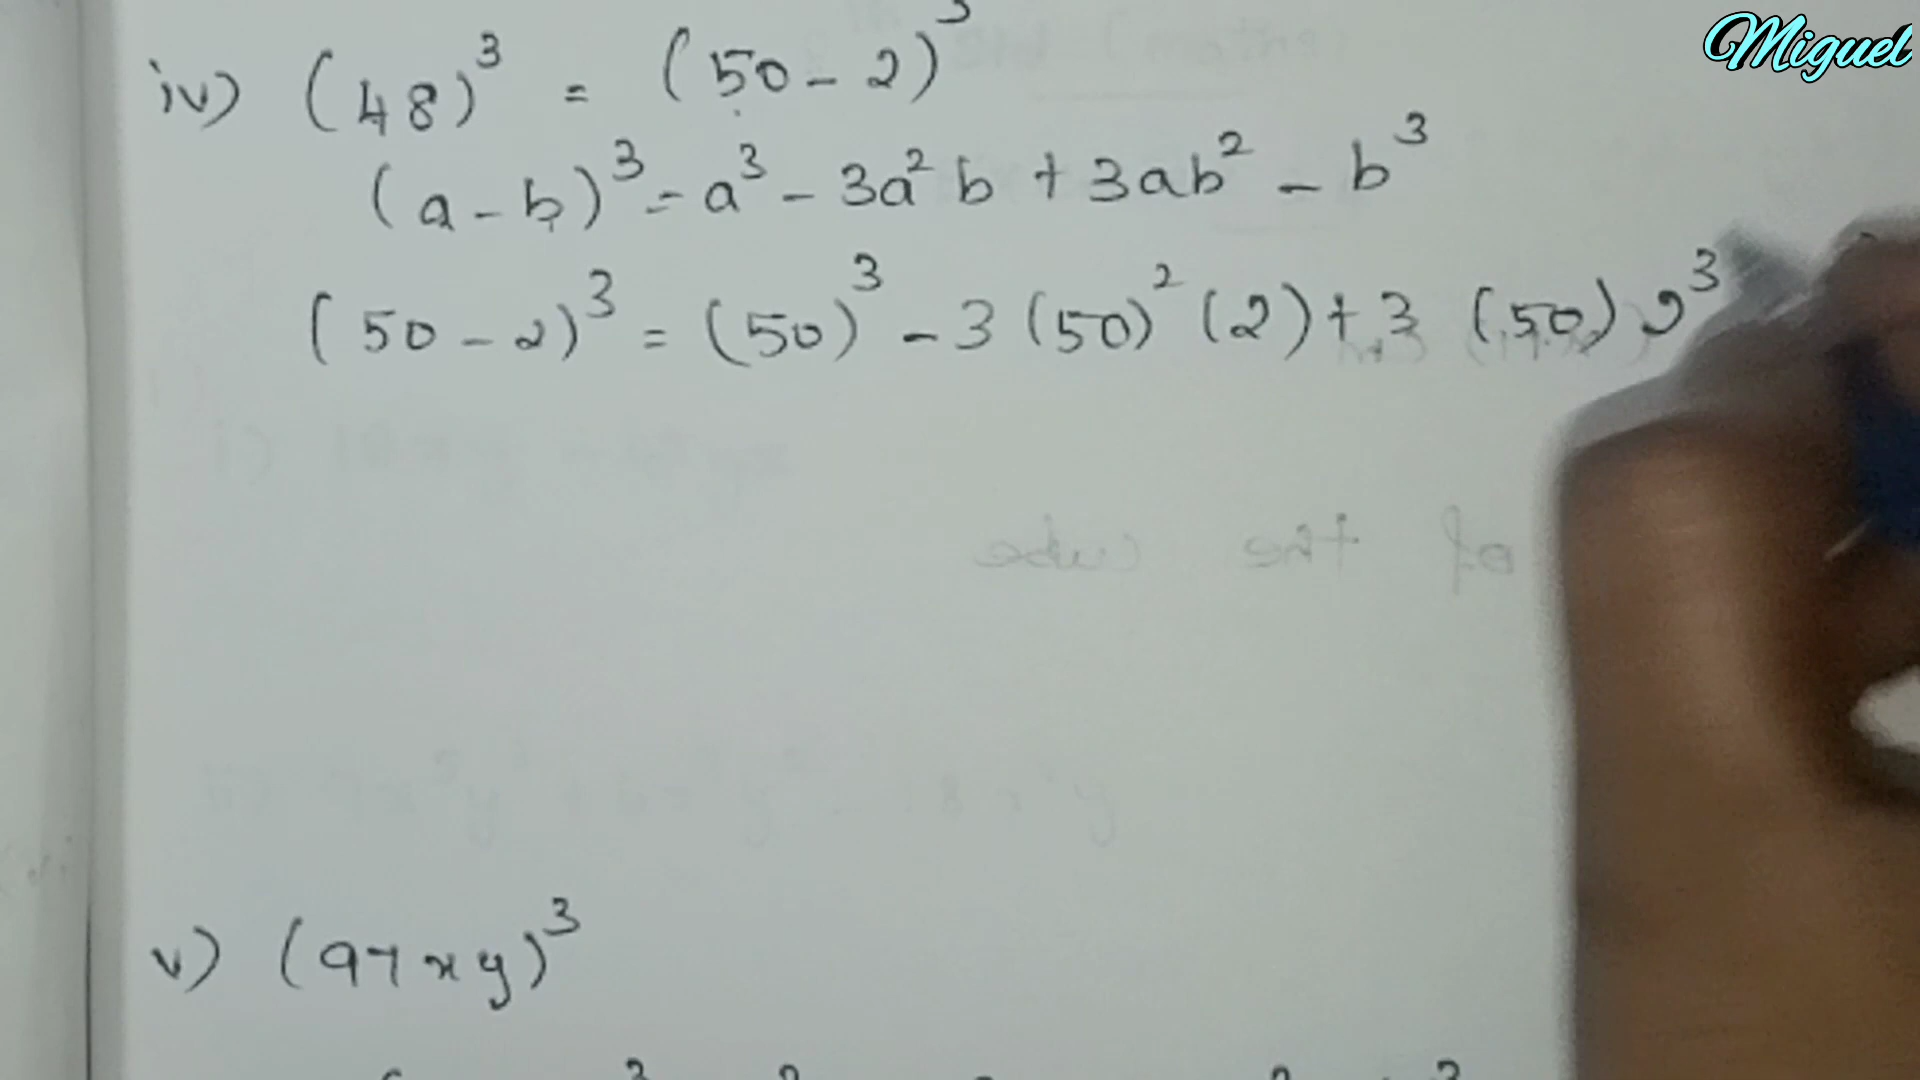 Miguel
iv) (48)³ = (50 - 2)³
(a - b)³ = a³ - 3a²b + 3ab² - b³
(50 - 2)³ = (50)³ - 3 (50)² (2) + 3 (50) 2³
v) (97xy)³